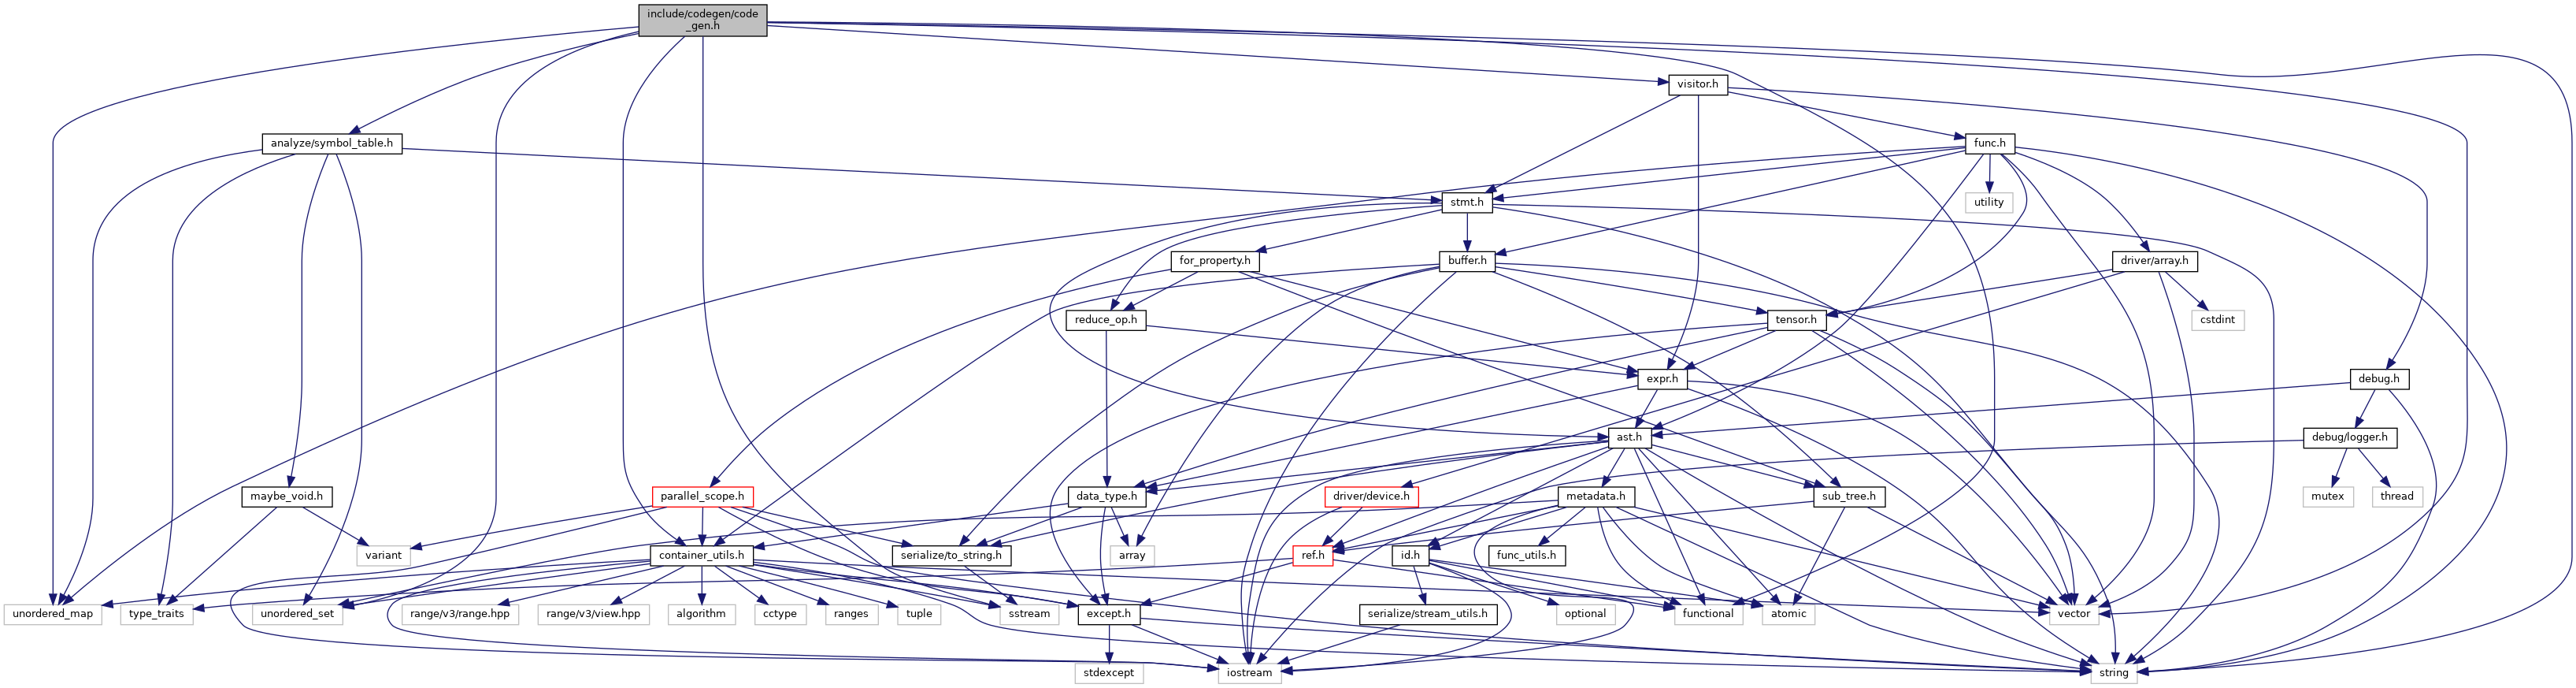 include/codegen/code
_gen.h
visitor.h
analyze/symbol_table.h
func.h
stmt.h
utility
for_property.h
buffer.h
driver/array.h
reduce_op.h
tensor.h
cstdint
expr.h
debug.h
ast.h
debug/logger.h
maybe_void.h
parallel_scope.h
data_type.h
driver/device.h
metadata.h
sub_tree.h
mutex
thread
variant
container_utils.h
serialize/to_string.h
array
ref.h
id.h
func_utils.h
unordered_map
type_traits
unordered_set
range/v3/range.hpp
range/v3/view.hpp
algorithm
cctype
ranges
tuple
sstream
except.h
serialize/stream_utils.h
optional
functional
atomic
vector
stdexcept
iostream
string